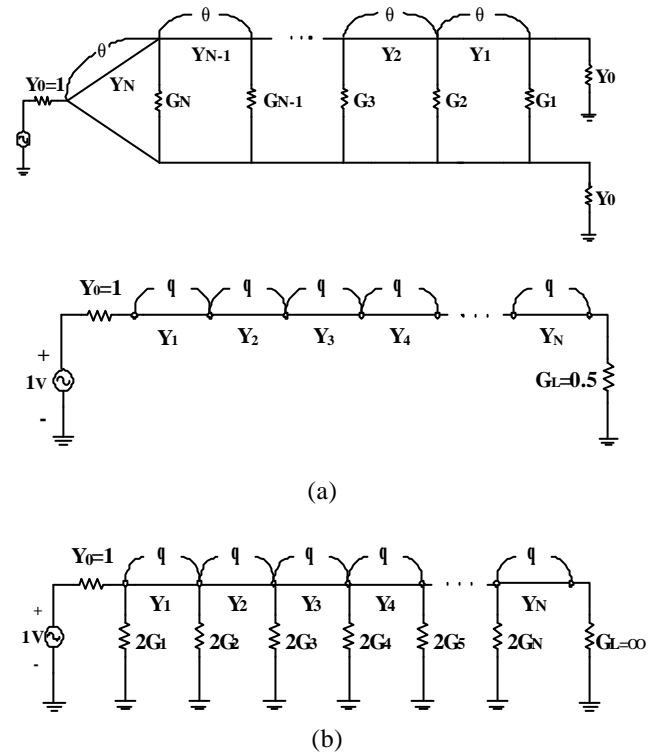 θ θ θ
θ YN-1 ... Y2 Y1
Y0=1 YN GN GN-1 G3 G2 G1 Y0
Y0
Y0=1 q q q q q
Y1 Y2 Y3 Y4 .... YN
+
1V GL=0.5
-
(a)
Y0=1 q q q q q
Y1 Y2 Y3 Y4 .... YN
+
1V 2G1 2G2 2G3 2G4 2G5 2GN GL=∞
-
(b)